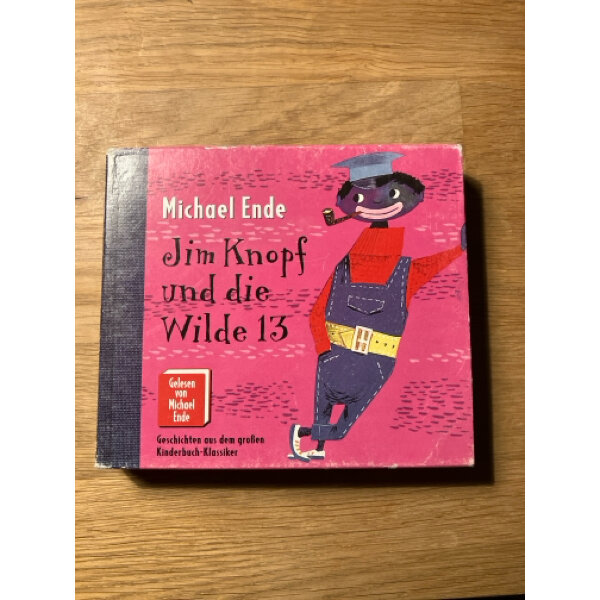 Michael Ende
Jim Knopf
und die
Wilde 13
Gelesen
von
Michael
Ende
Geschichten aus dem großen
Kinderbuch-Klassiker